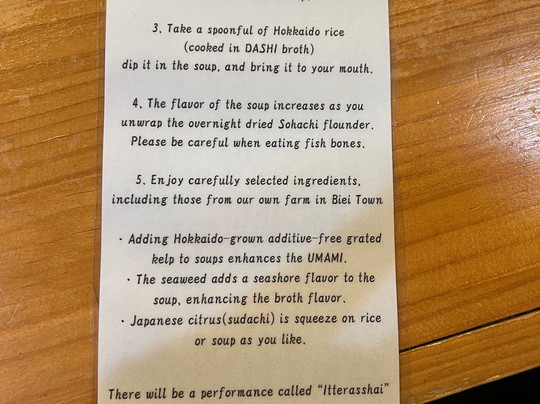 3. Take a spoonful of Hokkaido rice
(cooked in DASHI broth)
dip it in the soup, and bring it to your mouth.
4. The flavor of the soup increases as you
unwrap the overnight dried Sohachi flounder.
Please be careful when eating fish bones.
5. Enjoy carefully selected ingredients,
including those from our own farm in Biei Town
・Adding Hokkaido-grown additive-free grated
kelp to soups enhances the UMAMI.
・The seaweed adds a seashore flavor to the
soup, enhancing the broth flavor.
・Japanese citrus(sudachi) is squeeze on rice
or soup as you like.
There will be a performance called "Itterasshai"